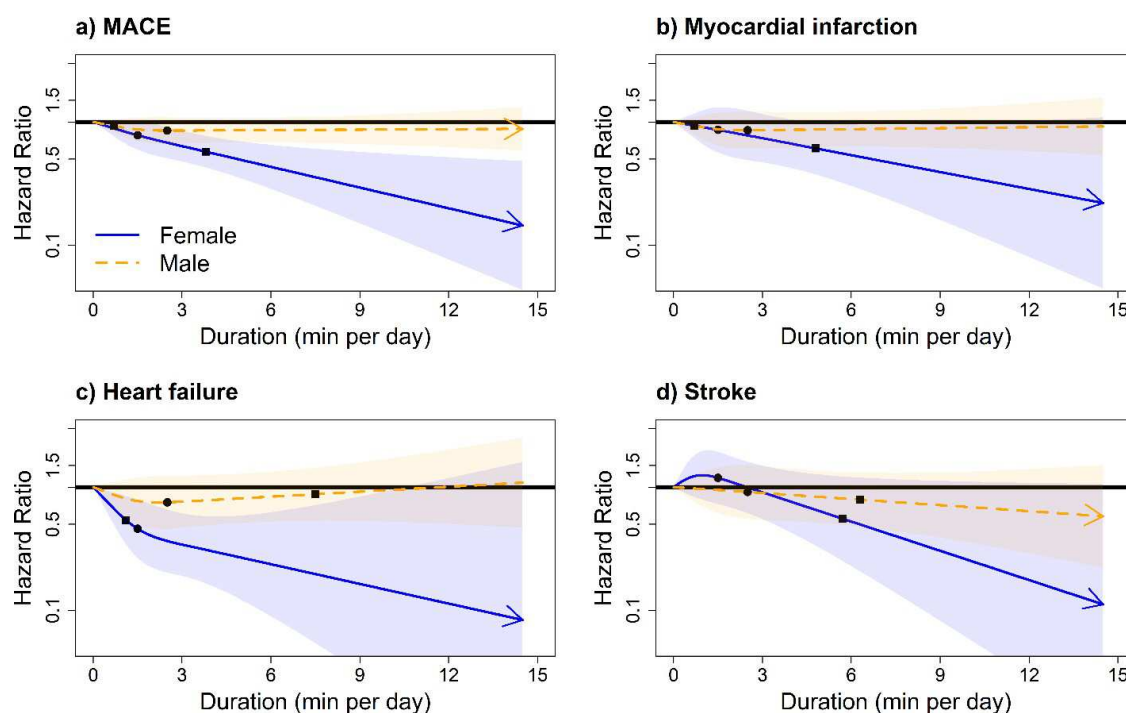 a) MACE
Hazard Ratio
1.5
0.5
0.1
Female
Male
0 3 6 9 12 15
Duration (min per day)
b) Myocardial infarction
Hazard Ratio
1.5
0.5
0.1
0 3 6 9 12 15
Duration (min per day)
c) Heart failure
Hazard Ratio
1.5
0.5
0.1
0 3 6 9 12 15
Duration (min per day)
d) Stroke
Hazard Ratio
1.5
0.5
0.1
0 3 6 9 12 15
Duration (min per day)